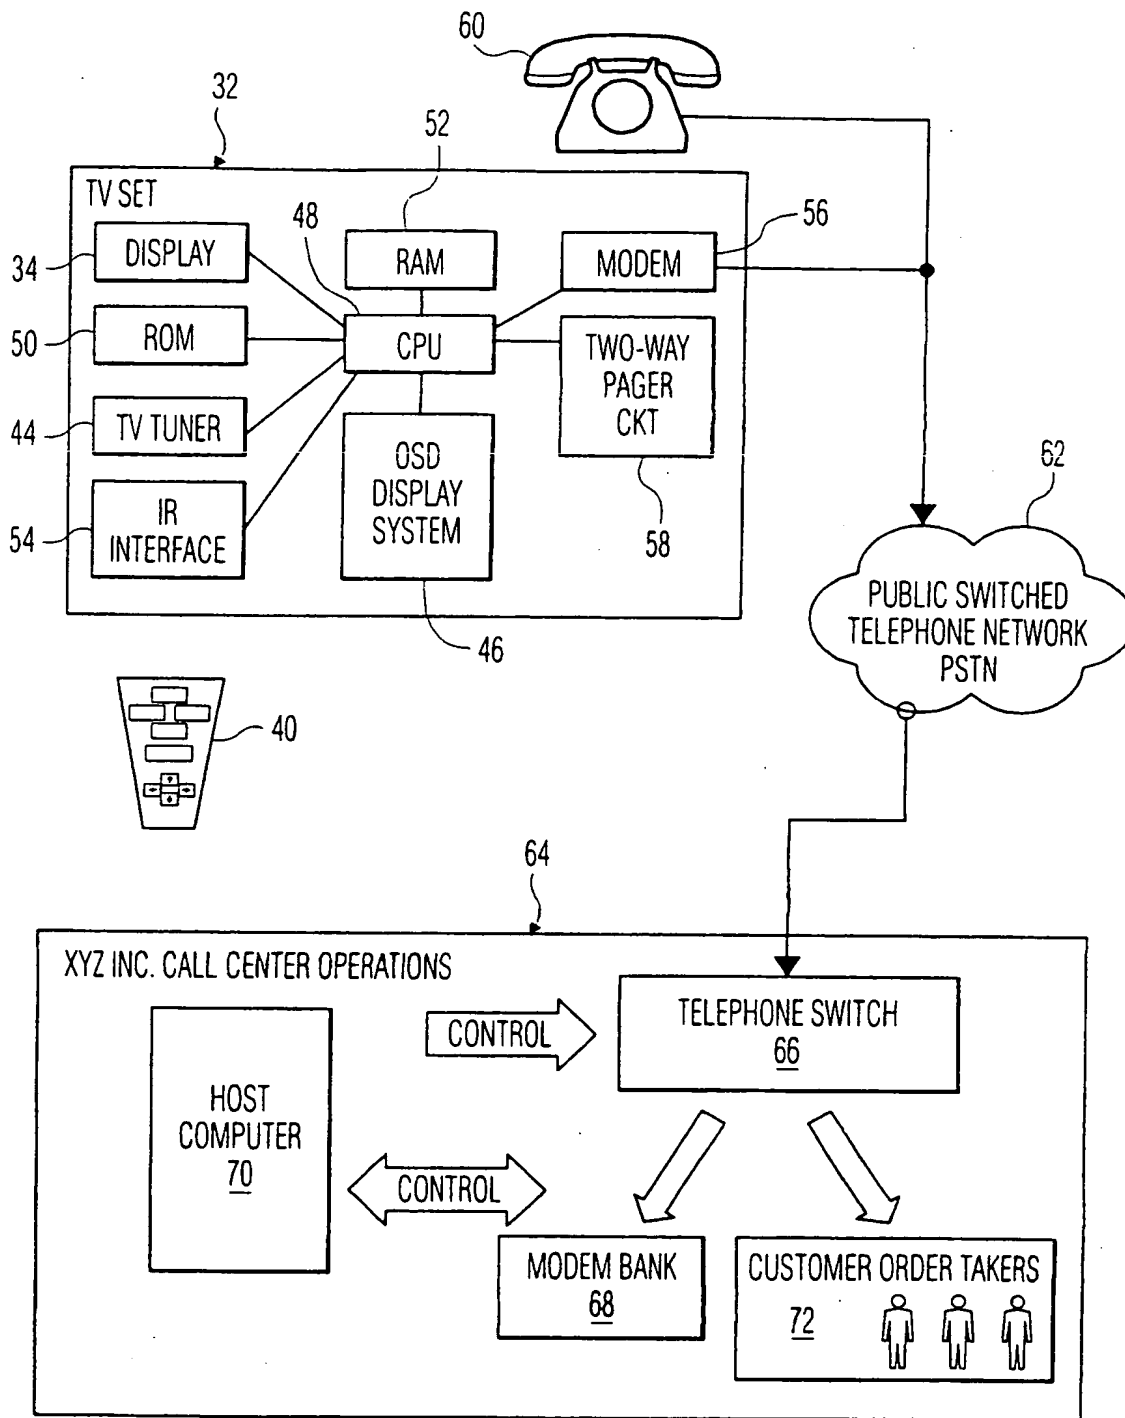 60
32
52
TV SET
48
56
DISPLAY
RAM
MODEM
34
ROM
50
CPU
TWO-WAY
PAGER
CKT
TV TUNER
44
OSD
DISPLAY
SYSTEM
62
IR
INTERFACE
54
58
PUBLIC SWITCHED
TELEPHONE NETWORK
PSTN
46
40
64
XYZ INC. CALL CENTER OPERATIONS
TELEPHONE SWITCH
66
CONTROL
HOST
COMPUTER
70
CONTROL
MODEM BANK
68
CUSTOMER ORDER TAKERS
72